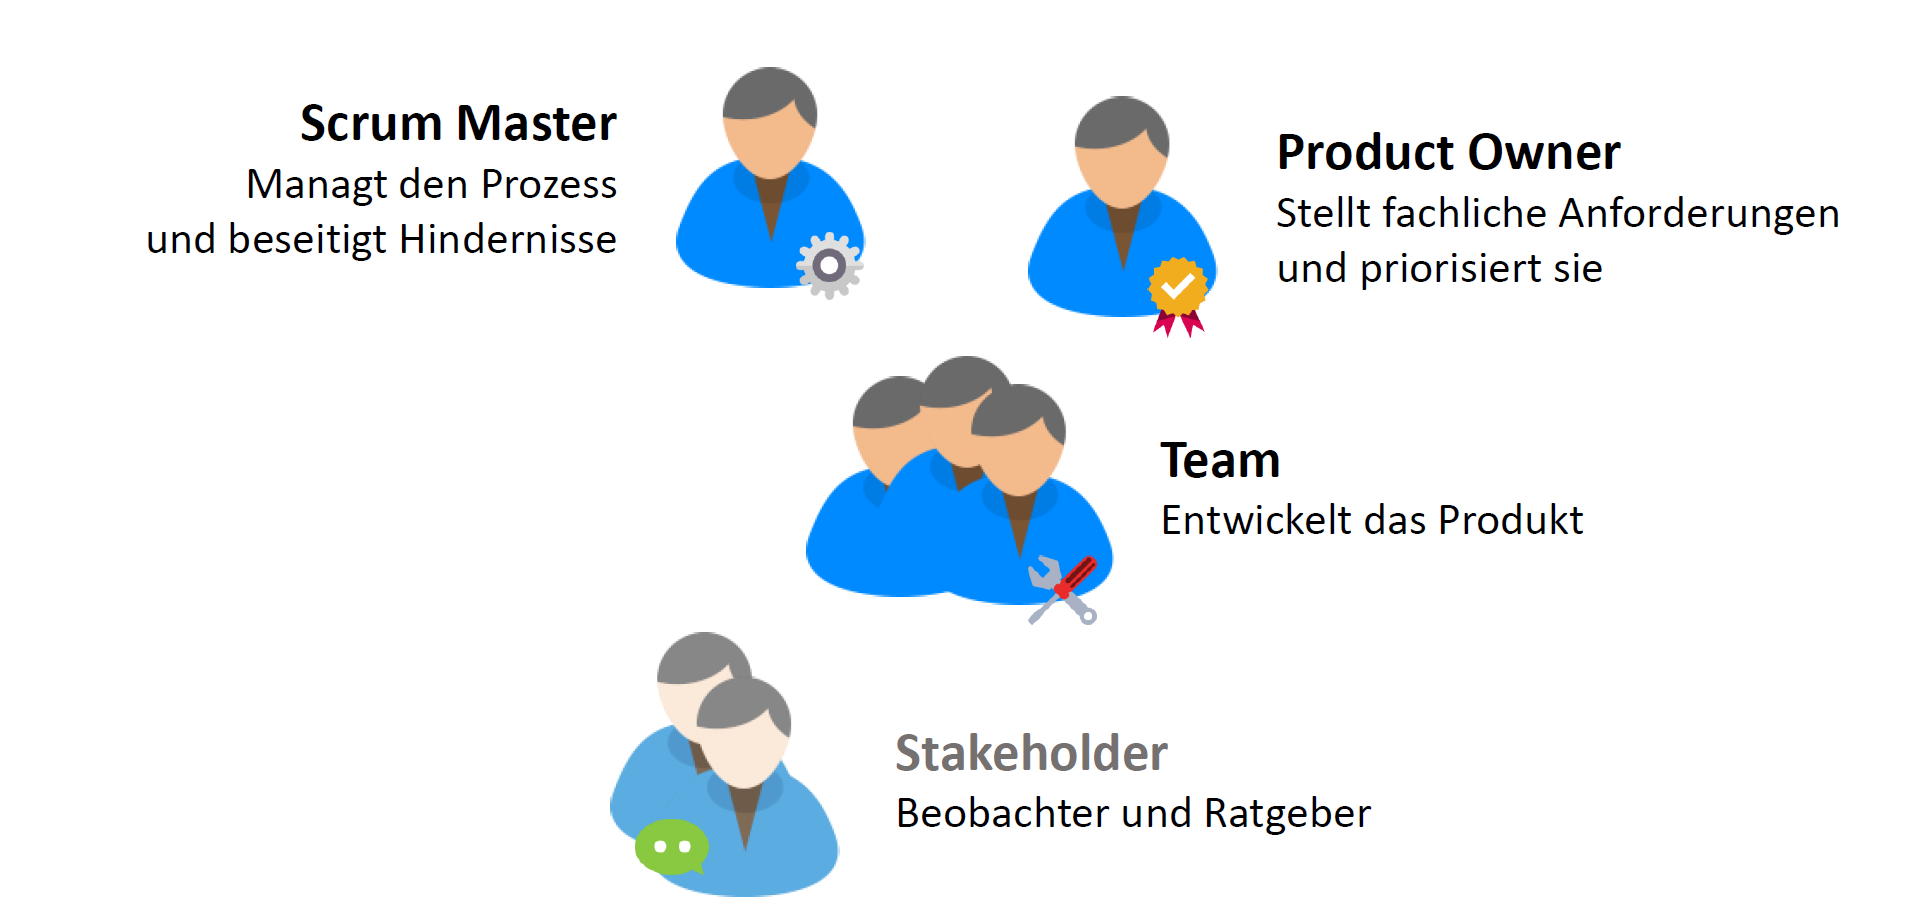 Scrum Master
Managt den Prozess
und beseitigt Hindernisse
Product Owner
Stellt fachliche Anforderungen
und priorisiert sie
Team
Entwickelt das Produkt
Stakeholder
Beobachter und Ratgeber